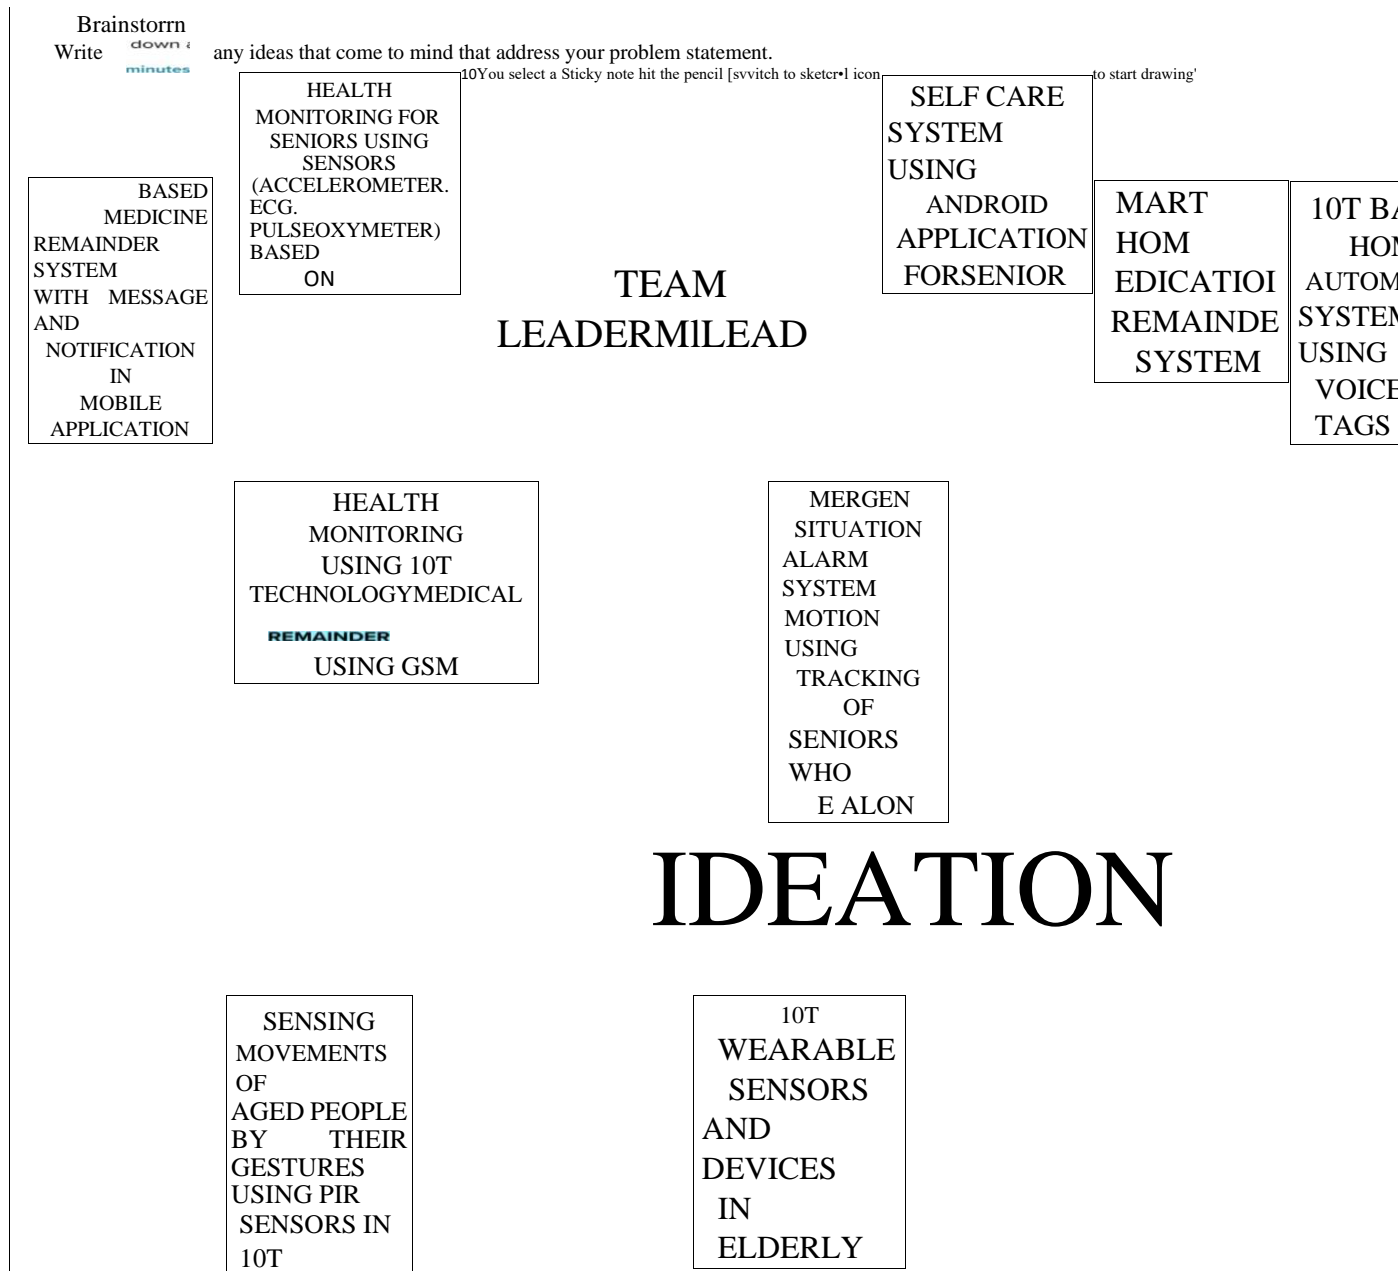 Brainstorrn
Write down a any ideas that come to mind that address your problem statement.
minutes
10You select a Sticky note hit the pencil [svvitch to sketcr•l icon to start drawing'
HEALTH
MONITORING FOR
SENIORS USING
SENSORS
(ACCELEROMETER.
ECG.
PULSEOXYMETER)
BASED
ON
SELF CARE
SYSTEM
USING
ANDROID
APPLICATION
FORSENIOR
BASED
MEDICINE
REMAINDER
SYSTEM
WITH MESSAGE
AND
NOTIFICATION
IN
MOBILE
APPLICATION
MART
HOM
EDICATIOI
REMAINDE
SYSTEM
10T BA
HOM
AUTOM
SYSTEM
USING
VOICE
TAGS
TEAM
LEADERM1LEAD
HEALTH
MONITORING
USING 10T
TECHNOLOGYMEDICAL
REMAINDER
USING GSM
MERGEN
SITUATION
ALARM
SYSTEM
MOTION
USING
TRACKING
OF
SENIORS
WHO
E ALON
IDEATION
SENSING
MOVEMENTS
OF
AGED PEOPLE
BY THEIR
GESTURES
USING PIR
SENSORS IN
10T
10T
WEARABLE
SENSORS
AND
DEVICES
IN
ELDERLY